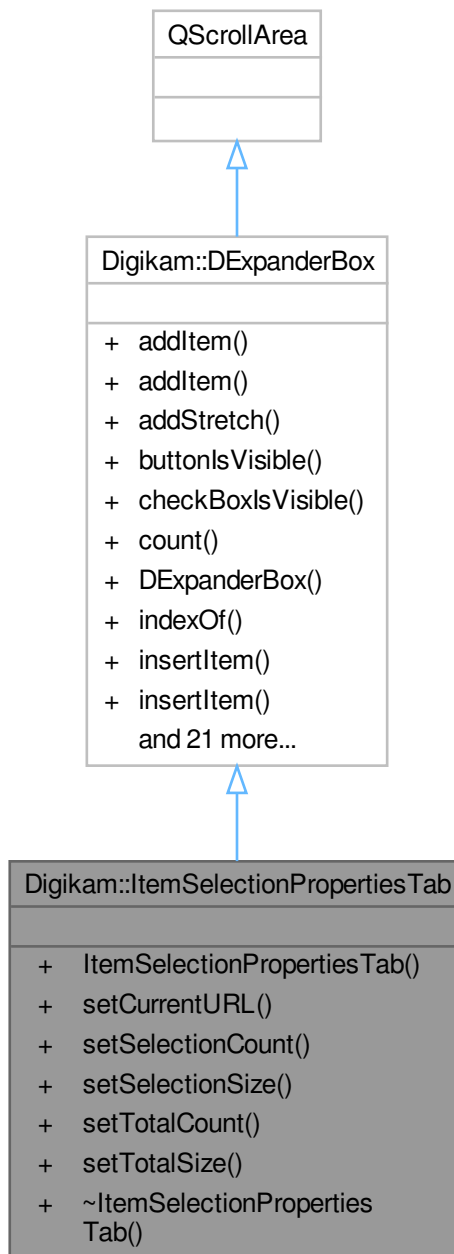 QScrollArea
Digikam::DExpanderBox
+ addItem()
+ addItem()
+ addStretch()
+ buttonIsVisible()
+ checkBoxIsVisible()
+ count()
+ DExpanderBox()
+ indexOf()
+ insertItem()
+ insertItem()
and 21 more...
Digikam::ItemSelectionPropertiesTab
+ ItemSelectionPropertiesTab()
+ setCurrentURL()
+ setSelectionCount()
+ setSelectionSize()
+ setTotalCount()
+ setTotalSize()
+ ~ItemSelectionProperties
Tab()